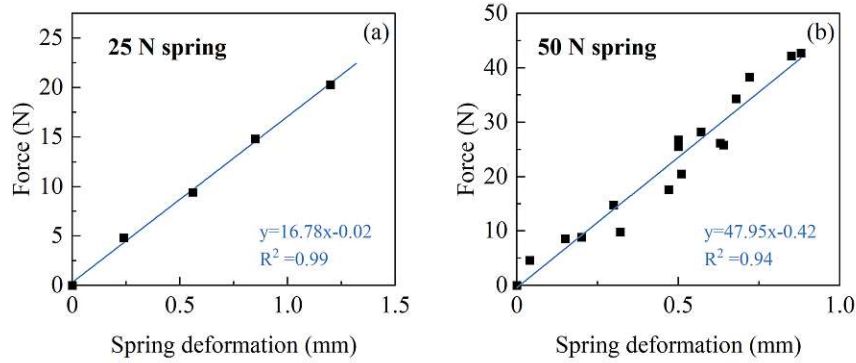 25
20
15
10
5
0
Force (N)
25 N spring
(a)
y=16.78x-0.02
R² =0.99
0.0
0.5
1.0
1.5
Spring deformation (mm)
50
40
30
20
10
0
Force (N)
50 N spring
(b)
y=47.95x-0.42
R² =0.94
0.0
0.5
1.0
Spring deformation (mm)